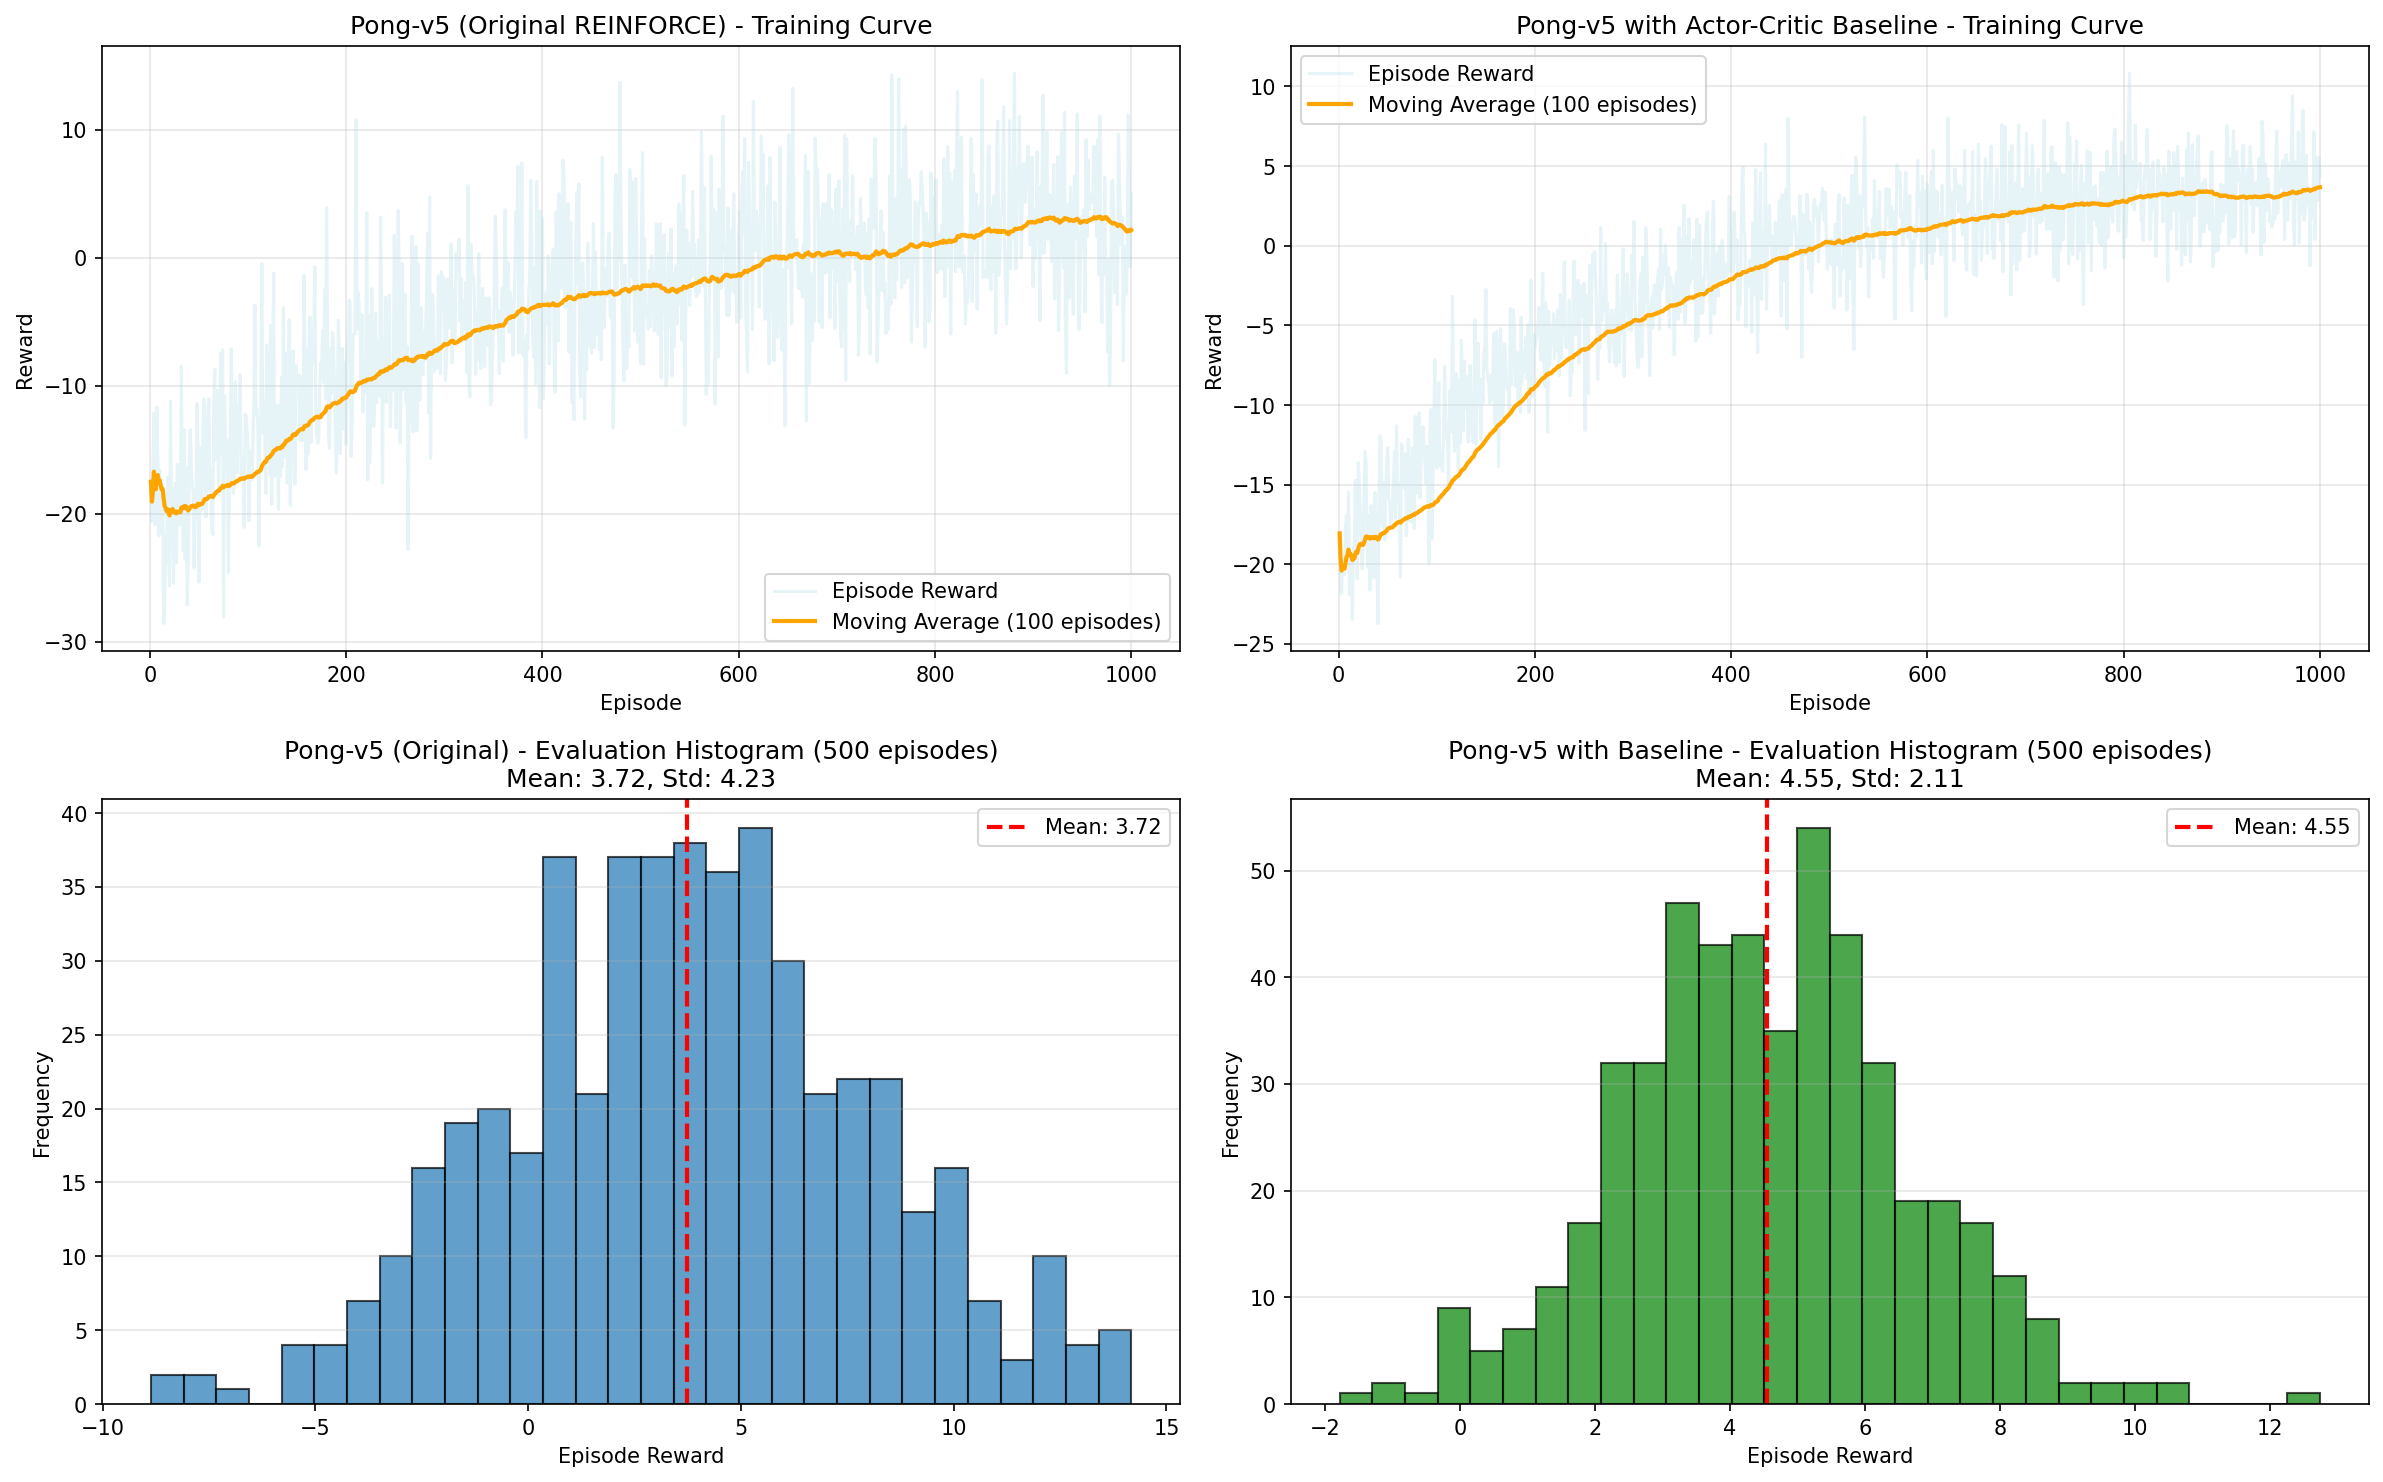 Pong-v5 (Original REINFORCE) - Training Curve
Reward
10
0
−10
−20
−30
Episode Reward
Moving Average (100 episodes)
0 200 400 600 800 1000
Episode
Pong-v5 with Actor-Critic Baseline - Training Curve
Episode Reward
Moving Average (100 episodes)
Reward
10
5
0
−5
−10
−15
−20
−25
0 200 400 600 800 1000
Episode
Pong-v5 (Original) - Evaluation Histogram (500 episodes)
Mean: 3.72, Std: 4.23
Mean: 3.72
Frequency
40
35
30
25
20
15
10
5
0
−10 −5 0 5 10 15
Episode Reward
Pong-v5 with Baseline - Evaluation Histogram (500 episodes)
Mean: 4.55, Std: 2.11
Mean: 4.55
Frequency
50
40
30
20
10
0
−2 0 2 4 6 8 10 12
Episode Reward